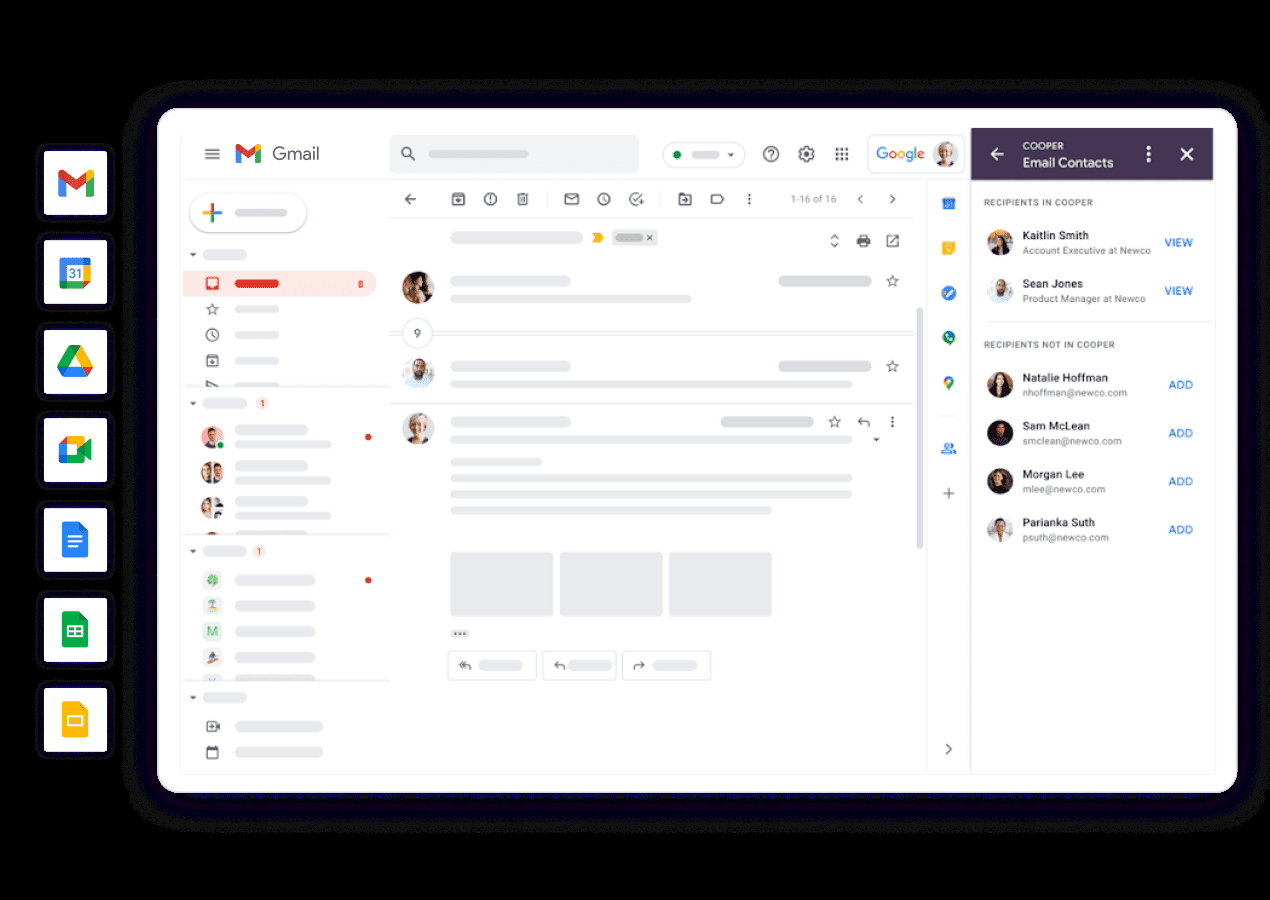 31
Gmail
Google
COOPER
Email Contacts
1-16 of 16
31
RECIPIENTS IN COOPER
Kaitlin Smith
Account Executive at Newco
VIEW
Sean Jones
Product Manager at Newco
VIEW
9
RECIPIENTS NOT IN COOPER
Natalie Hoffman
nhoffman@newco.com
ADD
1
Sam McLean
smclean@newco.com
ADD
Morgan Lee
mlee@newco.com
ADD
Parianka Suth
psuth@newco.com
ADD
1
M